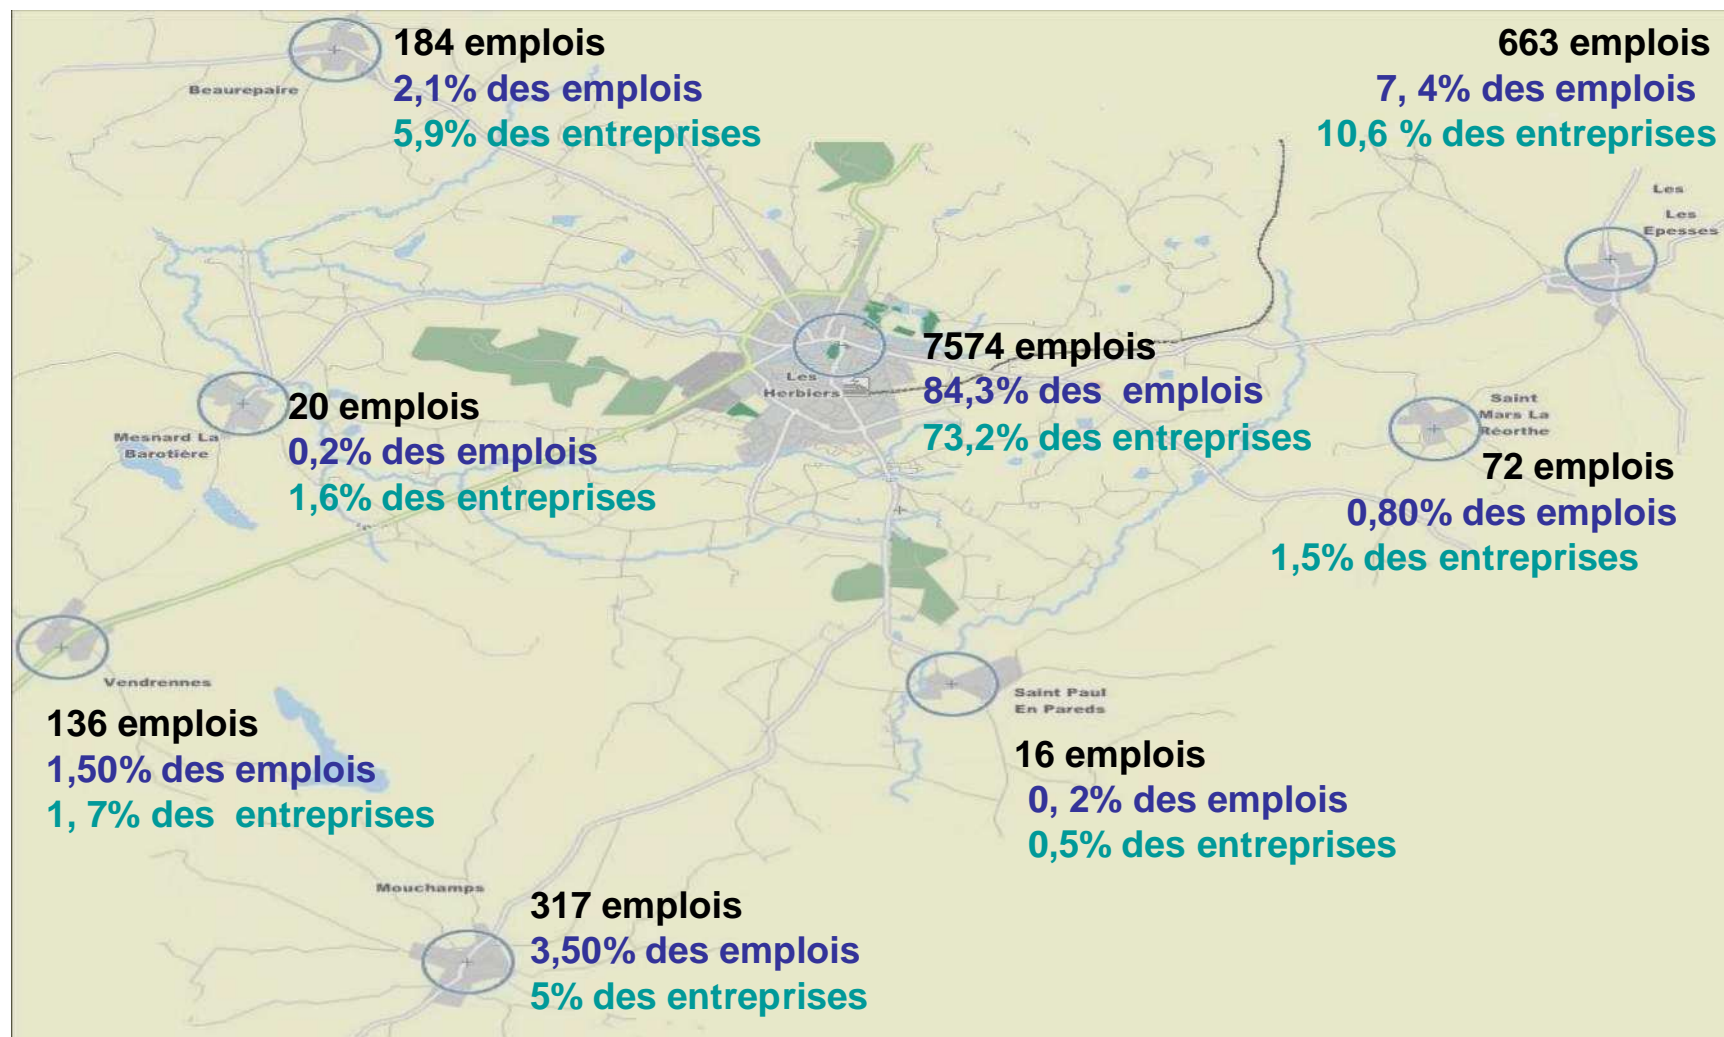 184 emplois
2,1% des emplois
5,9% des entreprises
Beaurepaire
663 emplois
7, 4% des emplois
10,6 % des entreprises
Les
Les
Epesses
7574 emplois
84,3% des  emplois
73,2% des entreprises
Les
Herbiers
20 emplois
0,2% des emplois
1,6% des entreprises
Mesnard La
Barotière
Saint
Mars La
Réorthe
72 emplois
0,80% des emplois
1,5% des entreprises
Vendrennes
136 emplois
1,50% des emplois
1, 7% des  entreprises
Saint Paul
En Pareds
16 emplois
0, 2% des emplois
0,5% des entreprises
Mouchamps
317 emplois
3,50% des emplois
5% des entreprises